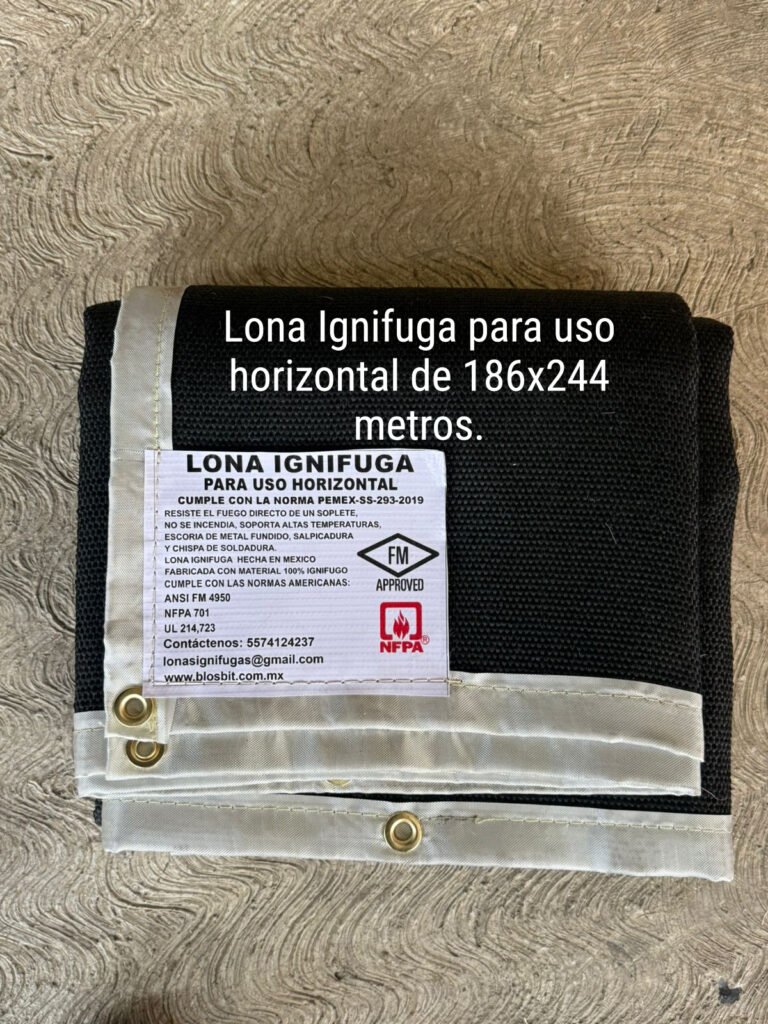 Lona Ignifuga para uso
horizontal de 186x244
metros.
LONA IGNIFUGA
PARA USO HORIZONTAL
CUMPLE CON LA NORMA PEMEX-SS-293-2019
RESISTE EL FUEGO DIRECTO DE UN SOPLETE,
NO SE INCENDIA, SOPORTA ALTAS TEMPERATURAS,
ESCORIA DE METAL FUNDIDO, SALPICADURA
Y CHISPA DE SOLDADURA.
LONA IGNIFUGA HECHA EN MEXICO
FABRICADA CON MATERIAL 100% IGNIFUGO
CUMPLE CON LAS NORMAS AMERICANAS:
ANSI FM 4950
NFPA 701
UL 214,723
Contáctenos: 5574124237
lonasignifugas@gmail.com
www.blosbit.com.mx
FM
APPROVED
NFPA®